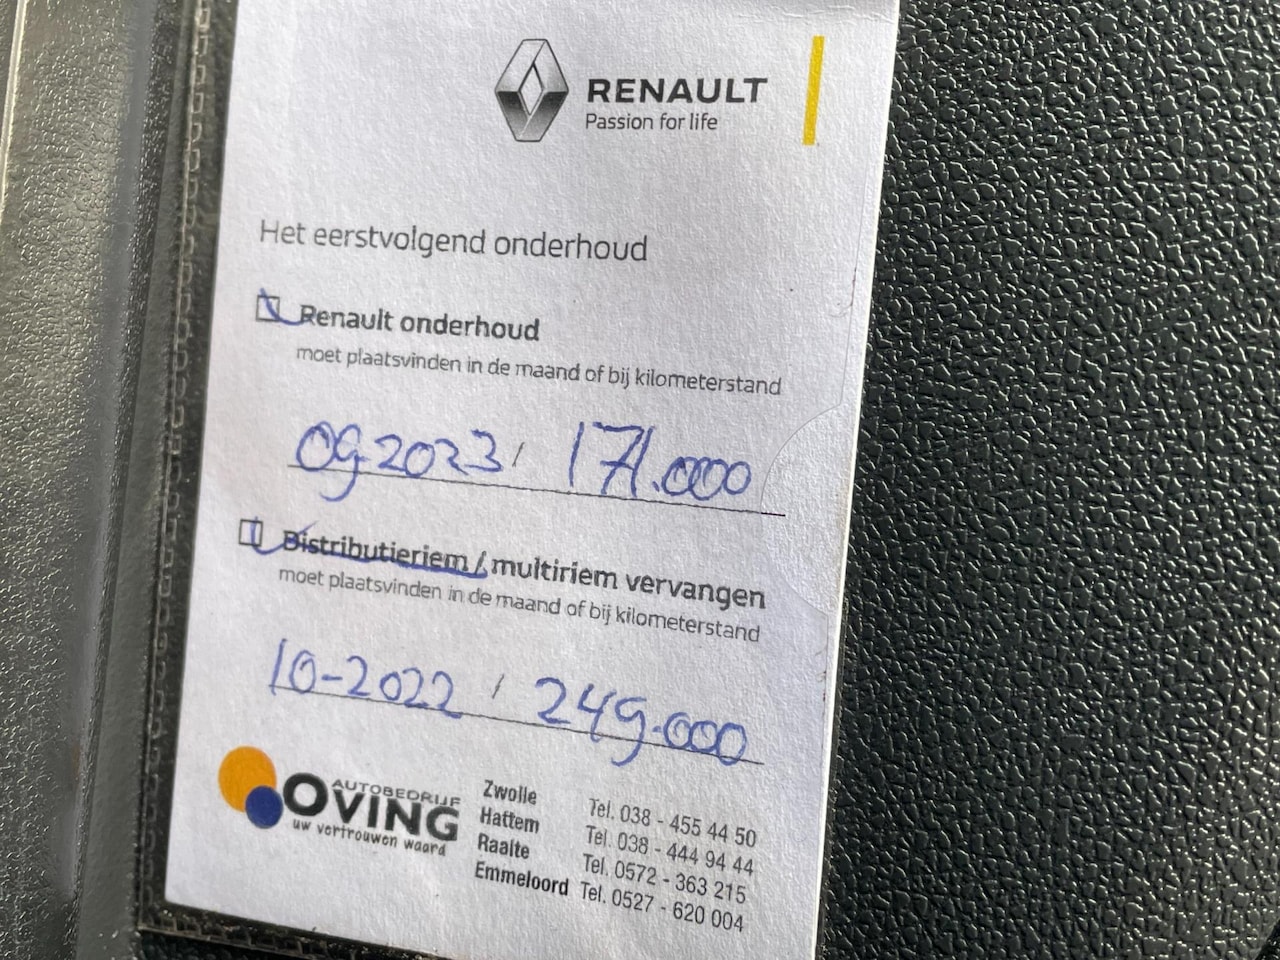 RENAULT
Passion for life
Het eerstvolgend onderhoud
Renault onderhoud
moet plaatsvinden in de maand of bij kilometerstand
09-2023 / 171.000
Distributieriem / multiriem vervangen
moet plaatsvinden in de maand of bij kilometerstand
10-2022 / 249.000
AUTOBEDRIJF
OVING
uw vertrouwen waard
Zwolle Tel. 038 - 455 44 50
Hattem Tel. 038 - 444 94 44
Raalte Tel. 0572 - 363 215
Emmeloord Tel. 0527 - 620 004